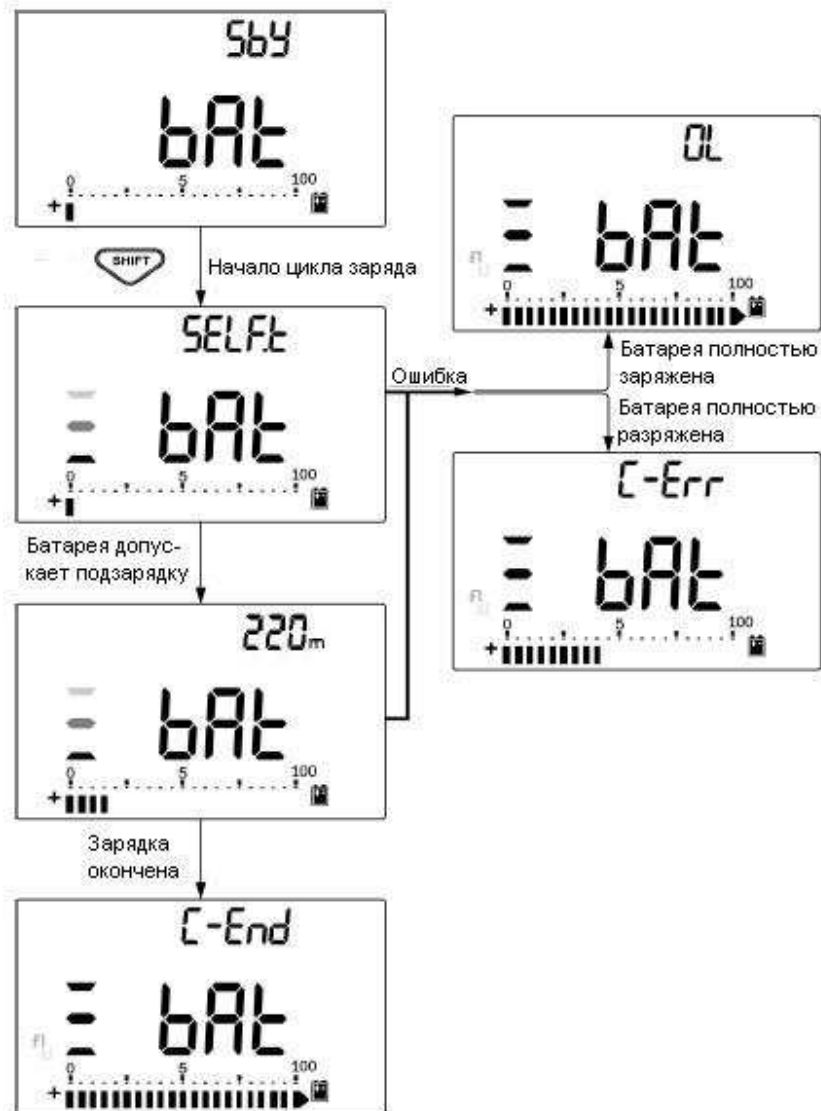 Sby
bAt
0 5 100
+
SHIFT
Начало цикла заряда
SELF.t
bAt
0 5 100
+
Батарея допус-
кает подзарядку
220m
bAt
0 5 100
+
Зарядка
окончена
C-End
bAt
0 5 100
+
Ошибка
OL
bAt
0 5 100
+
Батарея полностью
заряжена
Батарея полностью
разряжена
C-Err
bAt
0 5 100
+